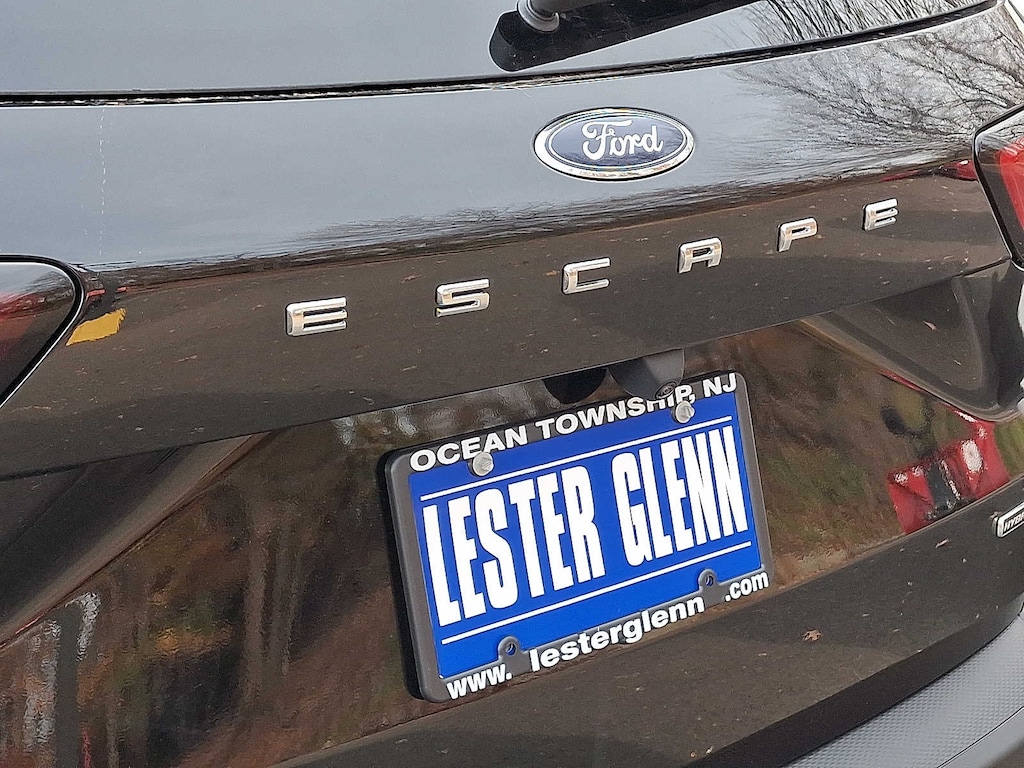 Ford
ESCAPE
OCEAN TOWNSHIP, NJ
LESTER GLENN
www.lesterglenn.com